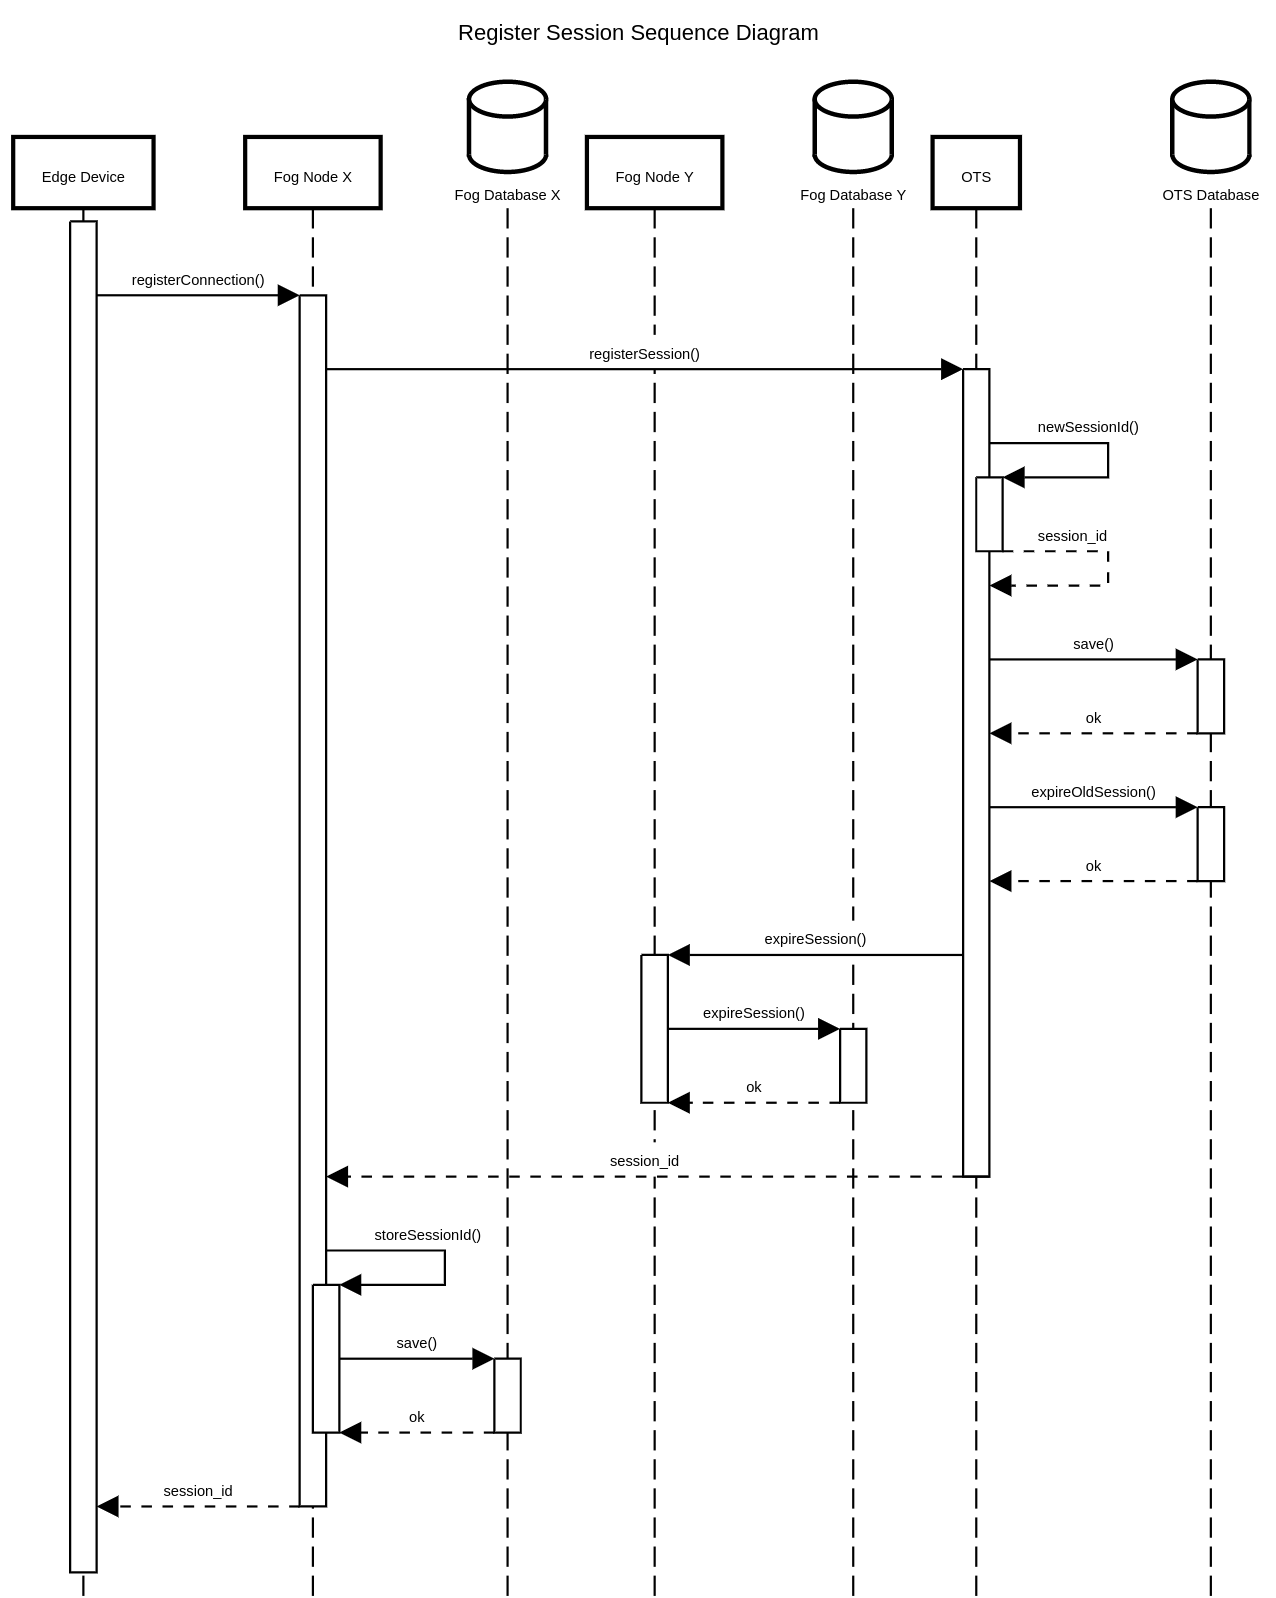 Register Session Sequence Diagram
Edge Device
Fog Node X
Fog Database X
Fog Node Y
Fog Database Y
OTS
OTS Database
registerConnection()
registerSession()
newSessionId()
session_id
save()
ok
expireOldSession()
ok
expireSession()
expireSession()
ok
session_id
storeSessionId()
save()
ok
session_id